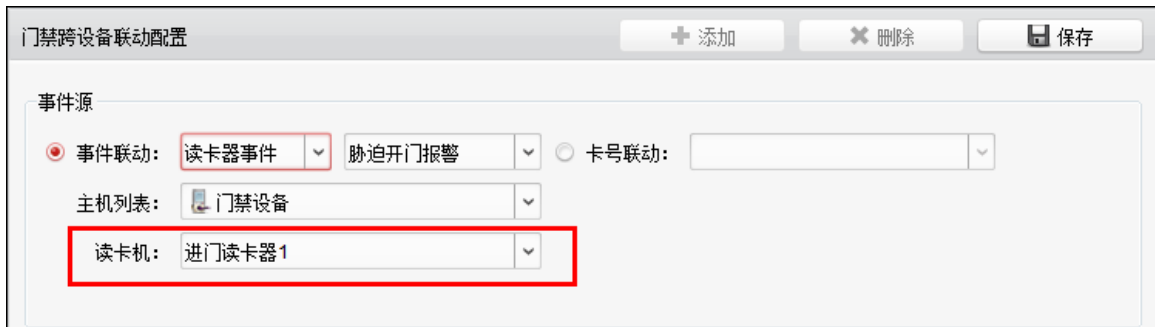 门禁跨设备联动配置 添加 删除 保存
事件源
事件联动： 读卡器事件 胁迫开门报警 卡号联动：
主机列表： 门禁设备
读卡机： 进门读卡器1